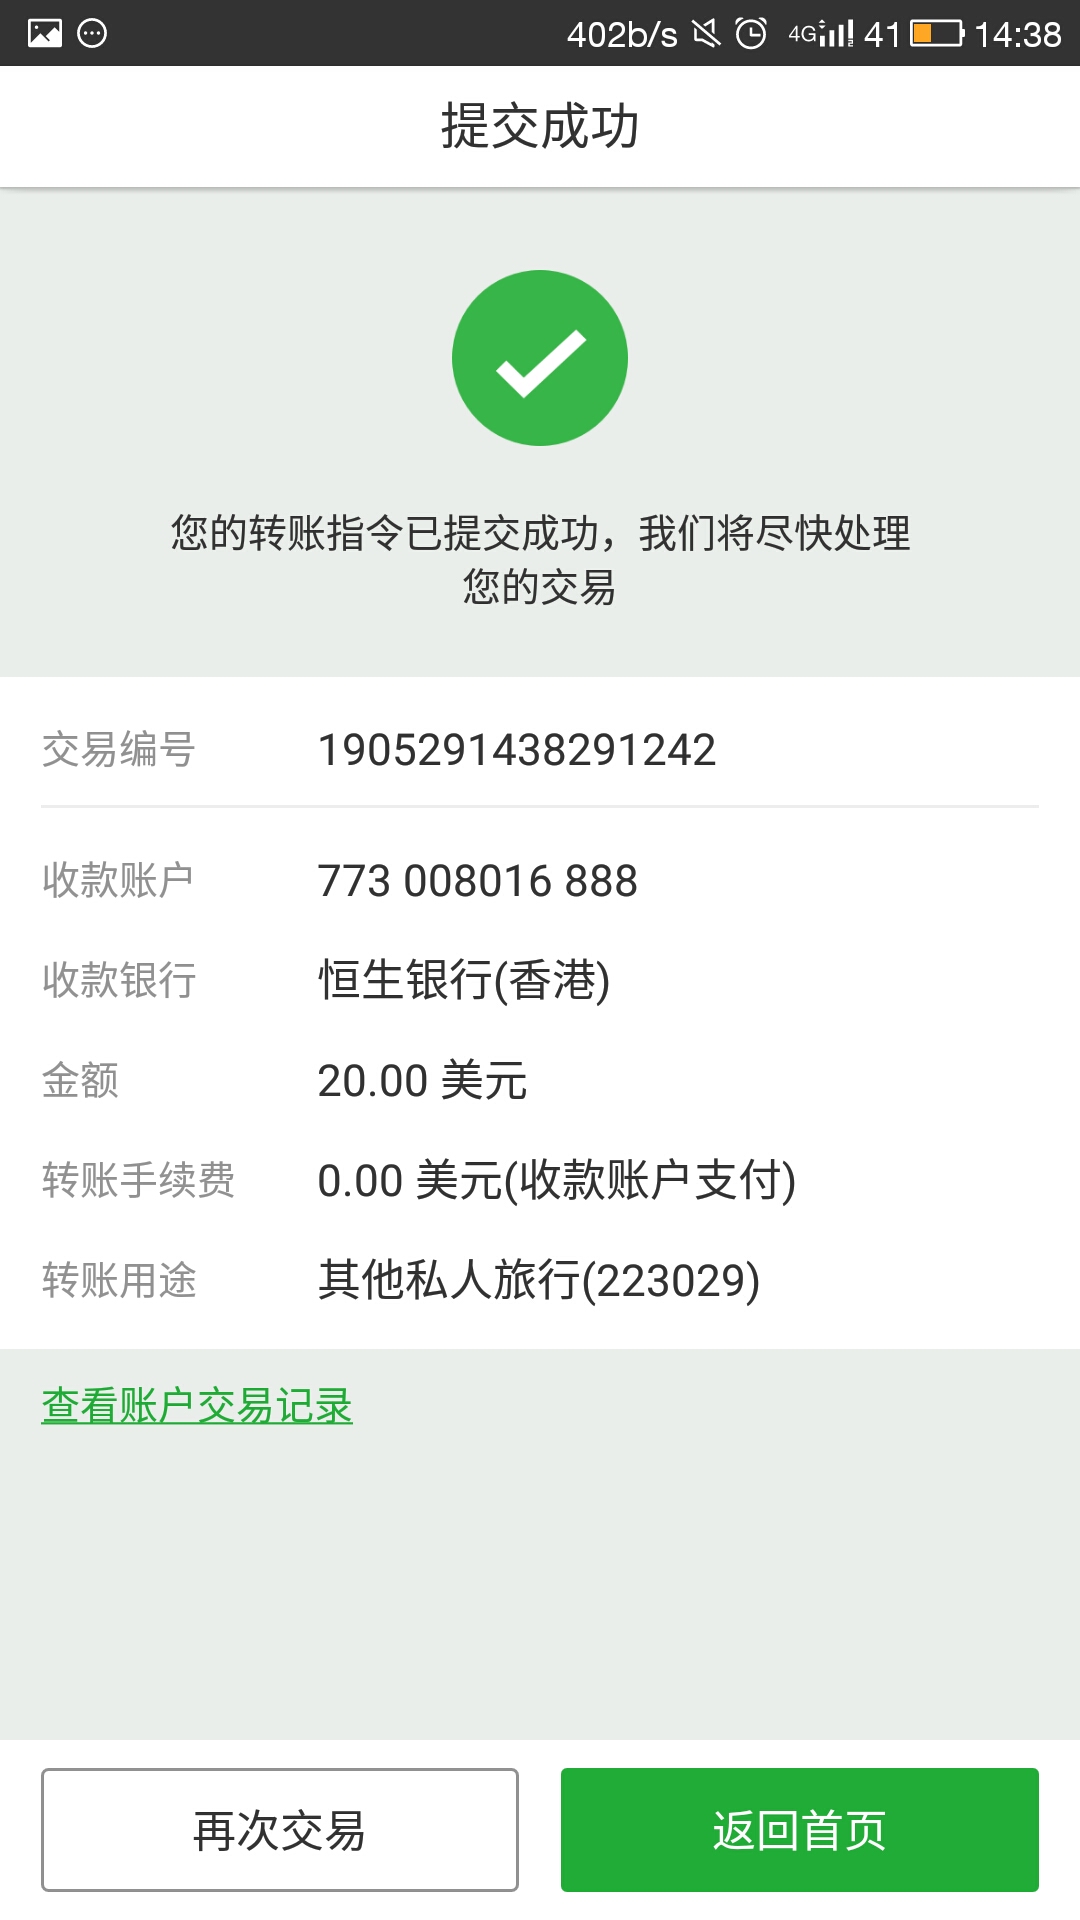 402b/s 4G 41 14:38
提交成功
您的转账指令已提交成功，我们将尽快处理
您的交易
交易编号 1905291438291242
收款账户 773 008016 888
收款银行 恒生银行(香港)
金额 20.00 美元
转账手续费 0.00 美元(收款账户支付)
转账用途 其他私人旅行(223029)
查看账户交易记录
再次交易 返回首页